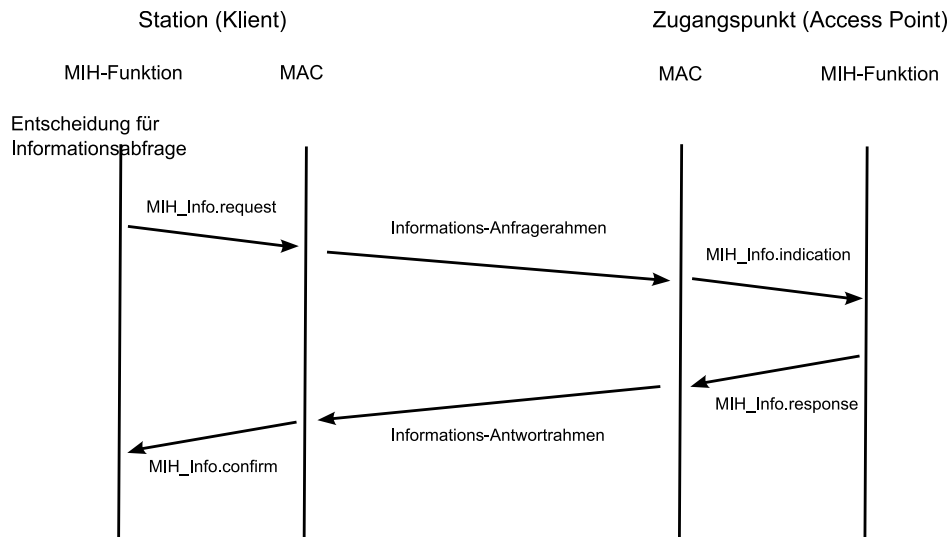 Station (Klient)
Zugangspunkt (Access Point)
MIH-Funktion
MAC
MAC
MIH-Funktion
Entscheidung für
Informationsabfrage
MIH_Info.request
Informations-Anfragerahmen
MIH_Info.indication
MIH_Info.response
Informations-Antwortrahmen
MIH_Info.confirm